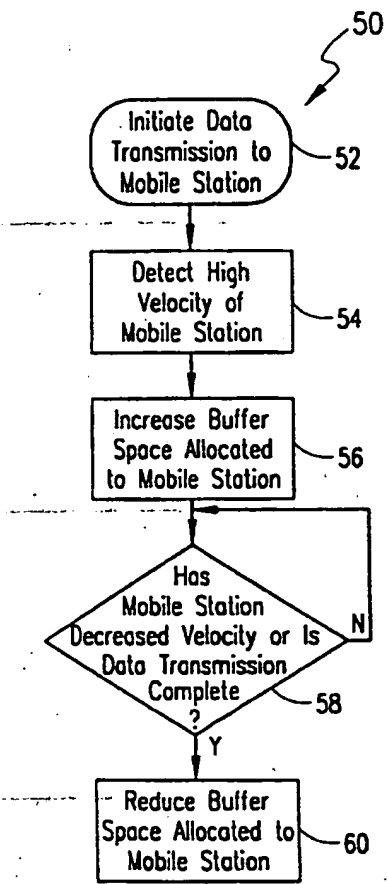 50
Initiate Data
Transmission to
Mobile Station
52
Detect High
Velocity of
Mobile Station
54
Increase Buffer
Space Allocated
to Mobile Station
56
Has
Mobile Station
Decreased Velocity or Is
Data Transmission
Complete
?
N
58
Y
Reduce Buffer
Space Allocated to
Mobile Station
60